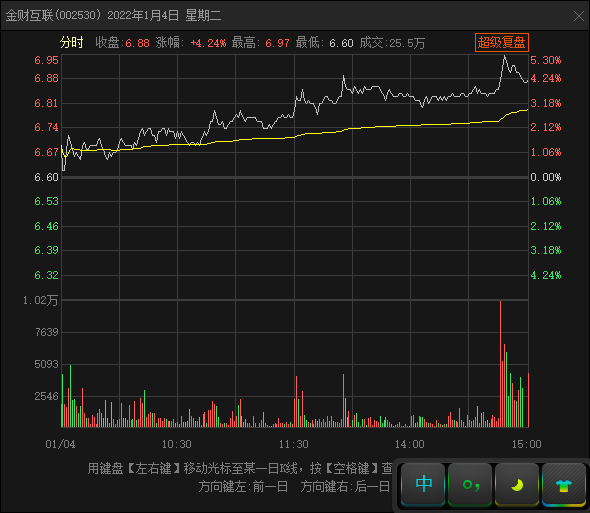 金财互联(002530) 2022年1月4日 星期二
分时 收盘:6.88 涨幅: +4.24% 最高: 6.97 最低: 6.60 成交:25.5万 超级复盘
6.95 5.30%
6.88 4.24%
6.81 3.18%
6.74 2.12%
6.67 1.06%
6.60 0.00%
6.53 1.06%
6.46 2.12%
6.39 3.18%
6.32 4.24%
1.02万
7639
5093
2546
01/04 10:30 11:30 14:00 15:00
用键盘【左右键】移动光标至某一日K线，按【空格键】查
方向键左:前一日 方向键右:后一日
中